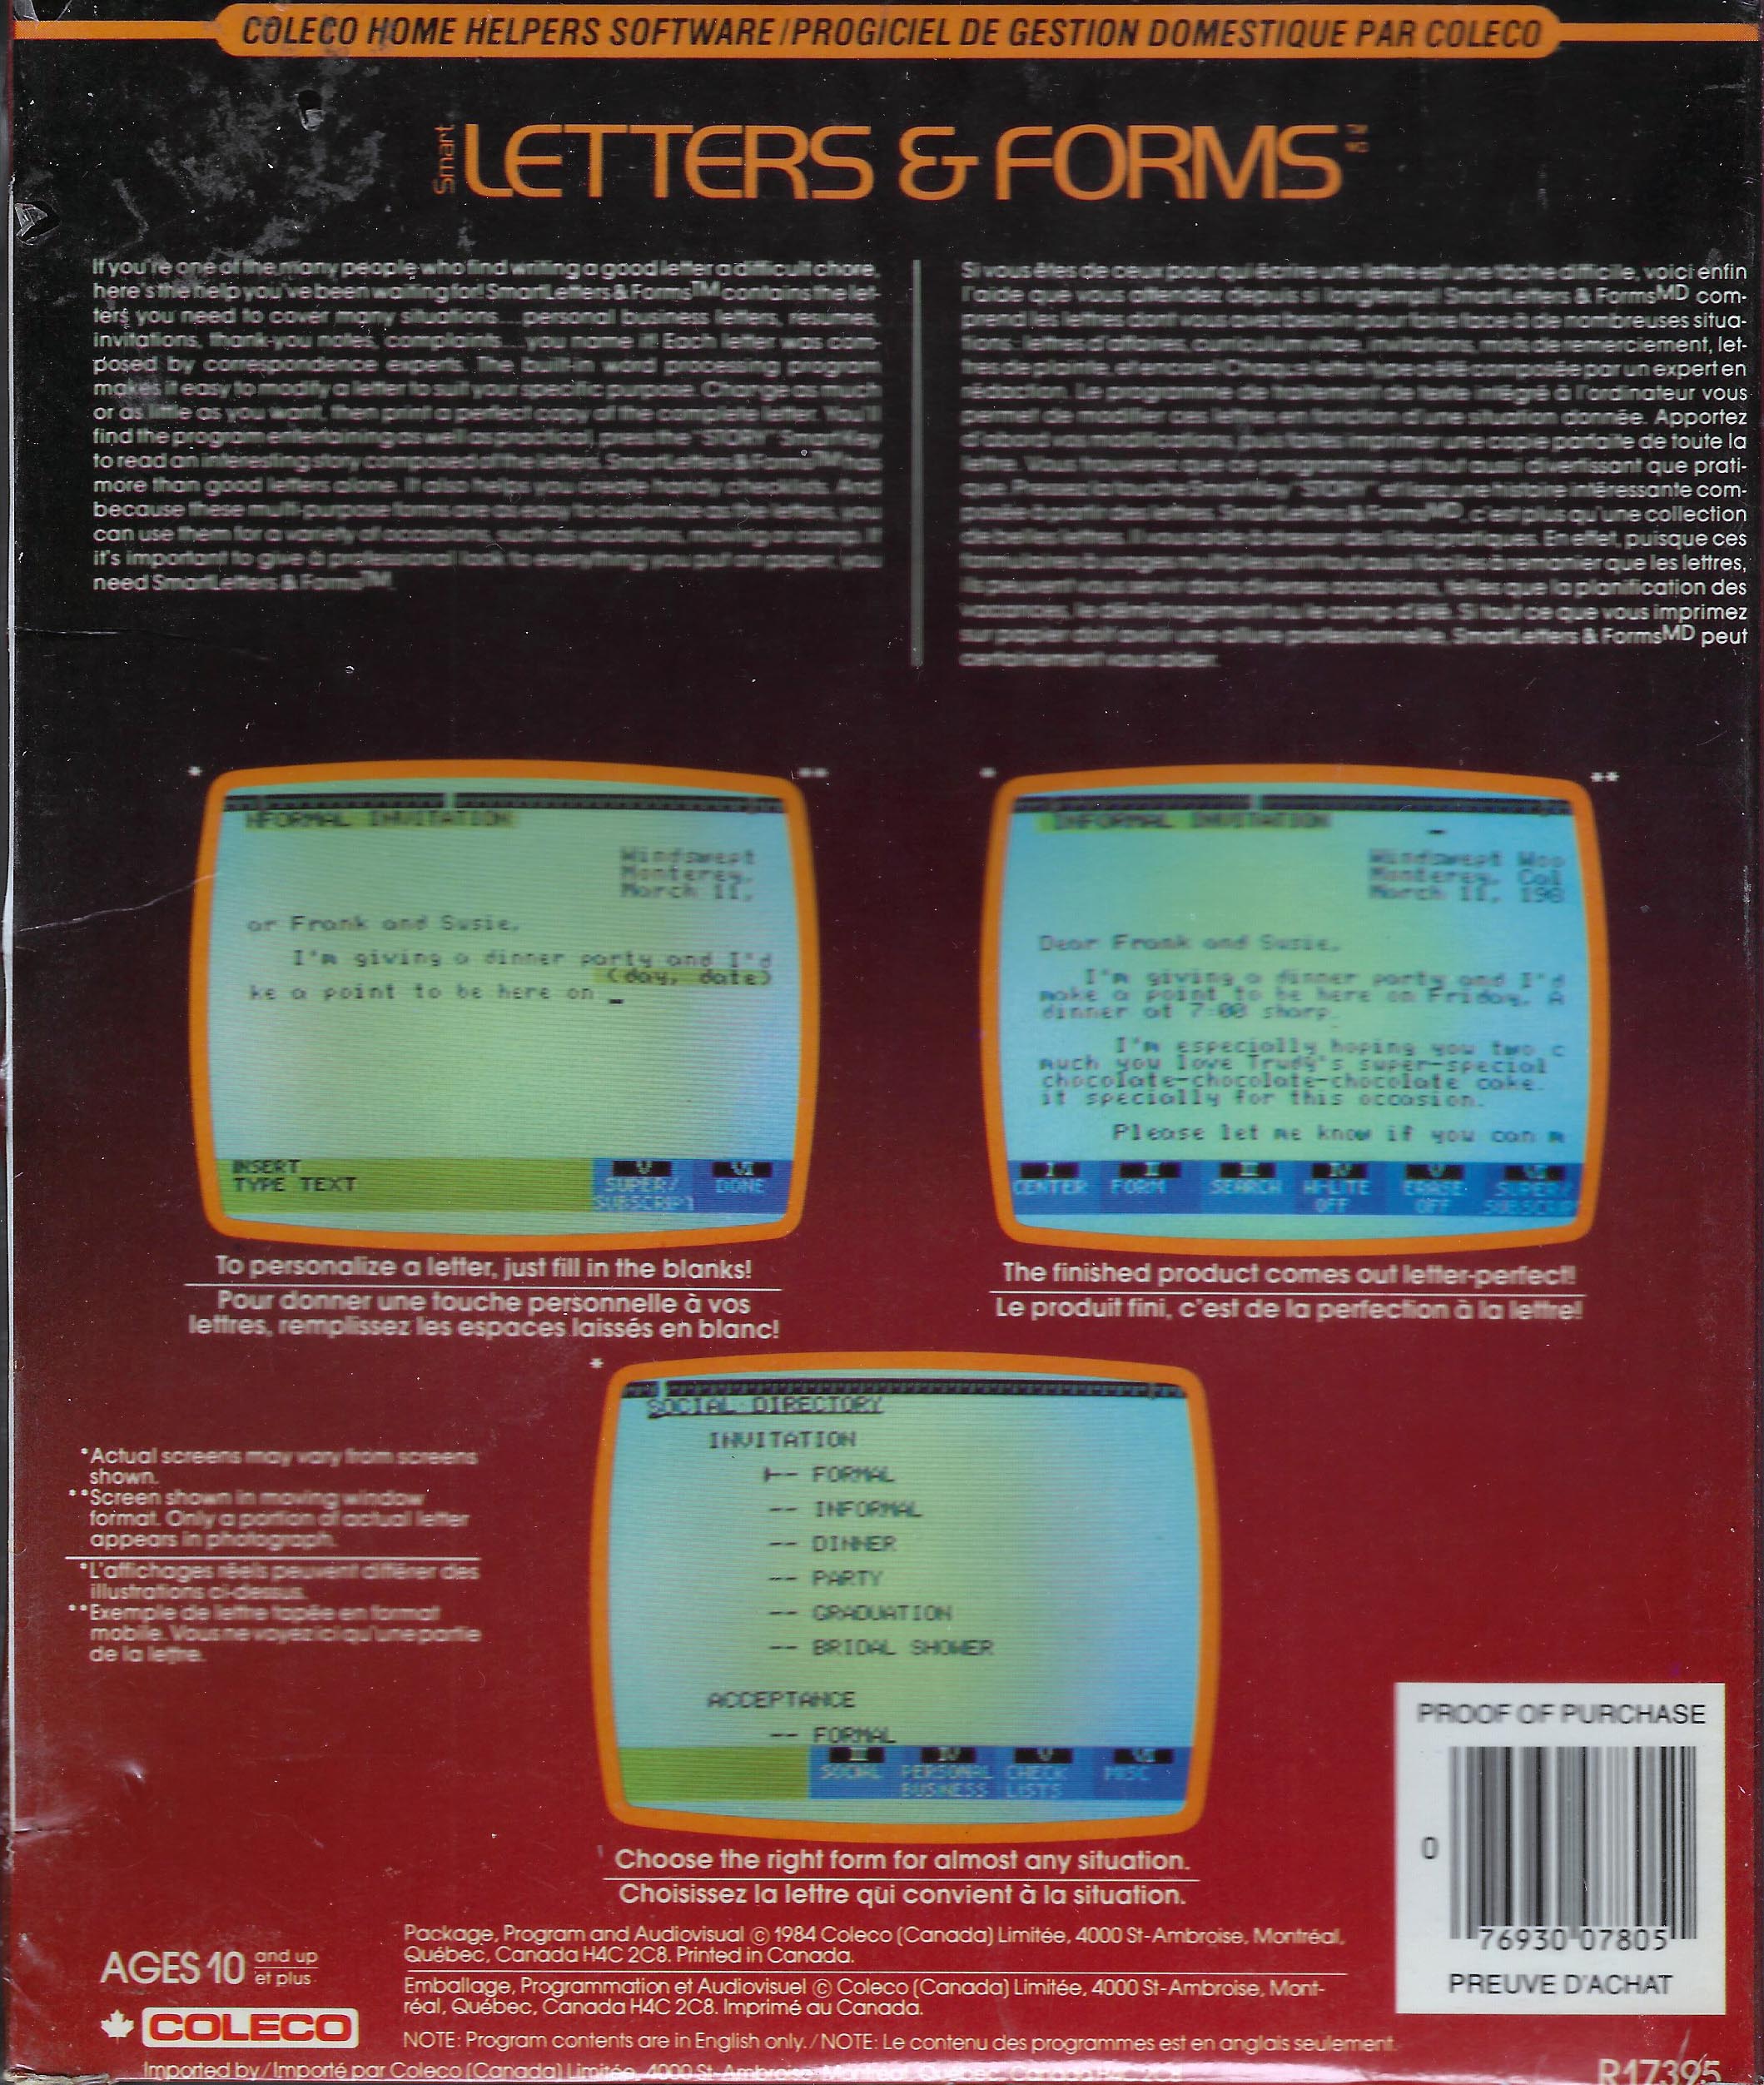 COLECO HOME HELPERS SOFTWARE/PROGICIEL DE GESTION DOMESTIQUE PAR COLECO
Smart LETTERS & FORMS TM MD
If you're one of the many people who find writing a good letter a difficult chore,
here's the help you've been waiting for! SmartLetters & Forms™ contains the let-
ters you need to cover many situations... personal business letters, resumes,
invitations, thank-you notes, complaints... you name it! Each letter was com-
posed by correspondence experts. The built-in word processing program
makes it easy to modify a letter to suit your specific purpose. Change as much
or as little as you want, then print a perfect copy of the complete letter. You'll
find the program entertaining as well as practical, press the "STORY" SmartKey
to read an interesting story composed of the letters. SmartLetters & Forms™ has
more than good letters alone. It also helps you create handy checklists. And
because these multi-purpose forms are as easy to customize as the letters, you
can use them for a variety of occasions, such as vacations, moving or camp. If
it's important to give a professional look to everything you put on paper, you
need SmartLetters & Forms™.
Si vous êtes de ceux pour qui écrire une lettre est une tâche difficile, voici enfin
l'aide que vous attendez depuis si longtemps! SmartLetters & FormsMD com-
prend les lettres dont vous avez besoin pour faire face à de nombreuses situa-
tions: lettres d'affaires, curriculum vitae, invitations, mots de remerciement, let-
tres de plainte, et encore! Chaque lettre type a été composée par un expert en
rédaction. Le programme de traitement de texte intégré à l'ordinateur vous
permet de modifier ces lettres en fonction d'une situation donnée. Apportez
d'abord vos modifications, puis faites imprimer une copie parfaite de toute la
lettre. Vous trouverez que ce programme est tout aussi divertissant que prati-
que. Pressez la touche SmartKey "STORY" et lisez une histoire intéressante com-
posée à partir des lettres. SmartLetters & FormsMD, c'est plus qu'une collection
de belles lettres. Il vous aide à dresser des listes pratiques. En effet, puisque ces
formulaires à usages multiples sont tout aussi faciles à remanier que les lettres,
ils peuvent vous servir dans diverses occasions, telles que la planification des
vacances, le déménagement ou le camp d'été. Si tout ce que vous imprimez
sur papier doit avoir une allure professionnelle, SmartLetters & FormsMD peut
certainement vous aider.
* **
NFORMAL INVITATION
Windswept
Monterey,
March 11,
ar Frank and Susie,
I'm giving a dinner party and I'd
(day, date)
ke a point to be here on _
INSERT
TYPE TEXT
V VI
SUPER/ DONE
SUBSCRIPT
To personalize a letter, just fill in the blanks!
Pour donner une touche personnelle à vos
lettres, remplissez les espaces laissés en blanc!
* **
INFORMAL INVITATION
Windswept Woo
Monterey, Cal
March 11, 198
Dear Frank and Susie,
I'm giving a dinner party and I'd
make a point to be here on Friday, A
dinner at 7:00 sharp.
I'm especially hoping you two c
much you love Trudy's super-special
chocolate-chocolate-chocolate cake.
it specially for this occasion.
Please let me know if you can m
I II III IV V VI
CENTER FORM SEARCH HI-LITE ERASE- SUPER/
OFF OFF SUBSCRIP
The finished product comes out letter-perfect!
Le produit fini, c'est de la perfection à la lettre!
*
SOCIAL DIRECTORY
INVITATION
-- FORMAL
-- INFORMAL
-- DINNER
-- PARTY
-- GRADUATION
-- BRIDAL SHOWER
ACCEPTANCE
-- FORMAL
III IV V VI
SOCIAL PERSONAL CHECK MISC
BUSINESS LISTS
Choose the right form for almost any situation.
Choisissez la lettre qui convient à la situation.
*Actual screens may vary from screens
shown.
**Screen shown in moving window
format. Only a portion of actual letter
appears in photograph.
*L'affichages réels peuvent différer des
illustrations ci-dessus.
**Exemple de lettre tapée en format
mobile. Vous ne voyez ici qu'une partie
de la lettre.
PROOF OF PURCHASE
0 76930 07805
PREUVE D'ACHAT
AGES 10 and up
et plus
COLECO
Package, Program and Audiovisual © 1984 Coleco (Canada) Limitée, 4000 St-Ambroise, Montréal,
Québec, Canada H4C 2C8. Printed in Canada.
Emballage, Programmation et Audiovisuel © Coleco (Canada) Limitée, 4000 St-Ambroise, Mont-
réal, Québec, Canada H4C 2C8. Imprimé au Canada.
NOTE: Program contents are in English only./NOTE: Le contenu des programmes est en anglais seulement.
Imported by/Importé par Coleco (Canada) Limitée, 4000 St-Ambroise, Montréal, Québec, Canada H4C 2C8
R17395